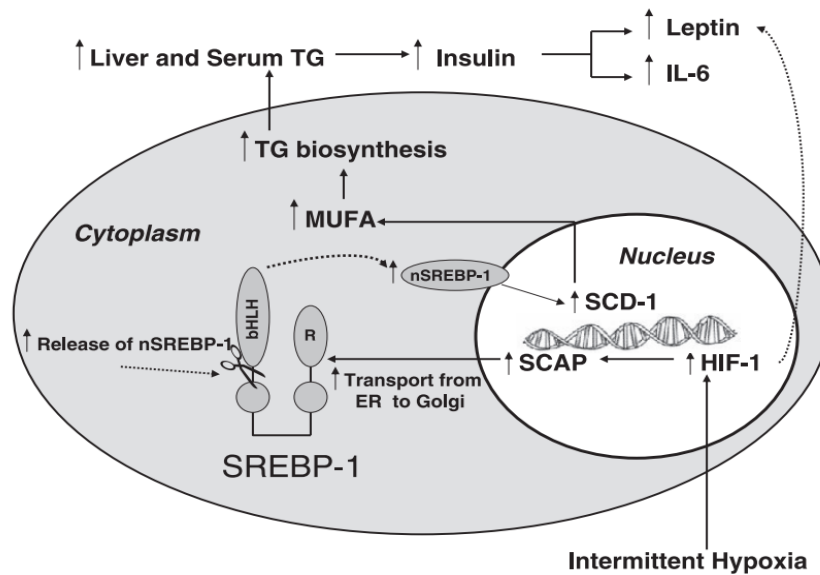 ↑ Liver and Serum TG → ↑ Insulin
↑ Leptin
↑ IL-6
↑ TG biosynthesis
↑ MUFA
Cytoplasm
Nucleus
↑ nSREBP-1
↑ SCD-1
bHLH
R
↑ Release of nSREBP-1
↑ SCAP
↑ HIF-1
↑ Transport from
ER to Golgi
SREBP-1
Intermittent Hypoxia